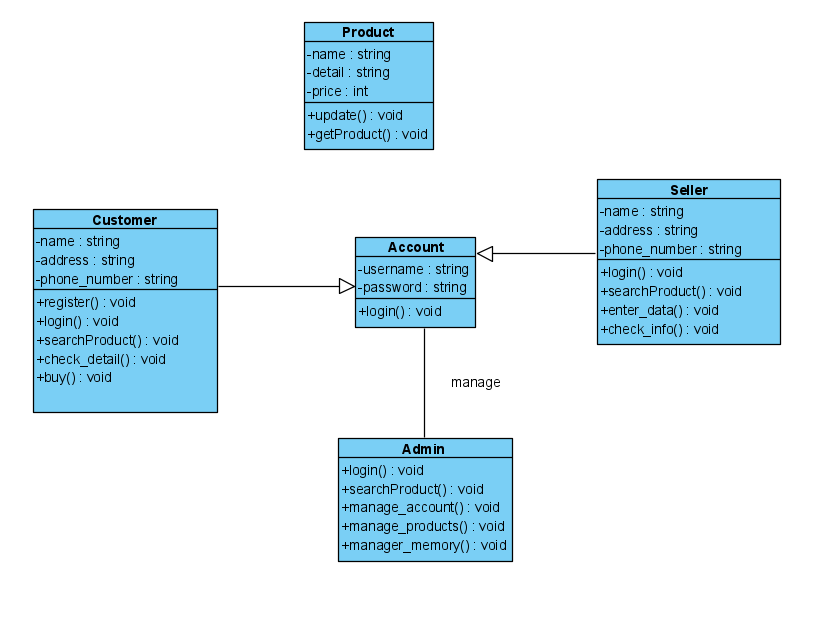 Product
-name : string
-detail : string
-price : int
+update() : void
+getProduct() : void
Seller
-name : string
-address : string
-phone_number : string
+login() : void
+searchProduct() : void
+enter_data() : void
+check_info() : void
Customer
-name : string
-address : string
-phone_number : string
+register() : void
+login() : void
+searchProduct() : void
+check_detail() : void
+buy() : void
Account
-username : string
-password : string
+login() : void
manage
Admin
+login() : void
+searchProduct() : void
+manage_account() : void
+manage_products() : void
+manager_memory() : void